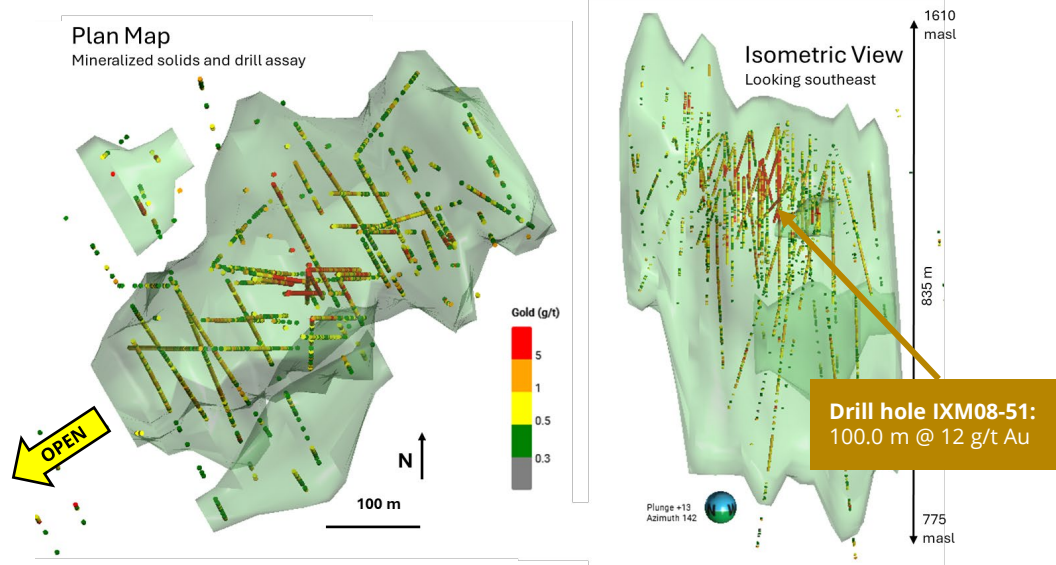 Plan Map
Mineralized solids and drill assay
Gold (g/t)
5
1
0.5
0.3
OPEN
N
100 m
Isometric View
Looking southeast
1610
masl
835 m
Drill hole IXM08-51:
100.0 m @ 12 g/t Au
Plunge +13
Azimuth 142
775
masl